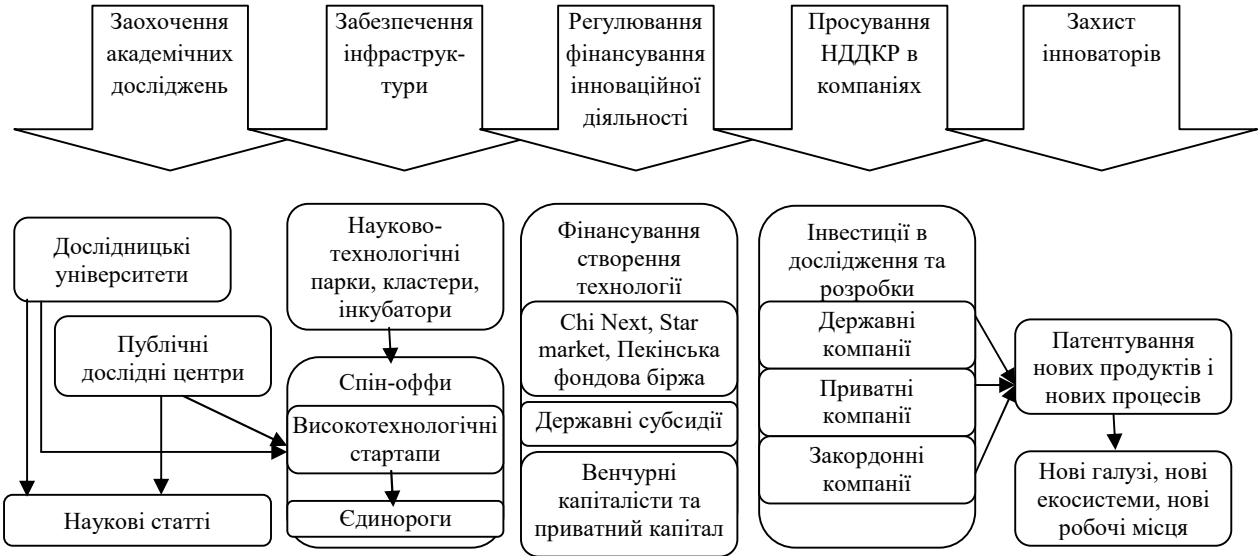 Заохочення
академічних
досліджень
Забезпечення
інфраструк-
тури
Регулювання
фінансування
інноваційної
діяльності
Просування
НДДКР в
компаніях
Захист
інноваторів
Дослідницькі
університети
Публічні
дослідні центри
Наукові статті
Науково-
технологічні
парки, кластери,
інкубатори
Спін-оффи
Високотехнологічні
стартапи
Єдинороги
Фінансування
створення
технології
Chi Next, Star
market, Пекінська
фондова біржа
Державні субсидії
Венчурні
капіталісти та
приватний капітал
Інвестиції в
дослідження та
розробки
Державні
компанії
Приватні
компанії
Закордонні
компанії
Патентування
нових продуктів і
нових процесів
Нові галузі, нові
екосистеми, нові
робочі місця